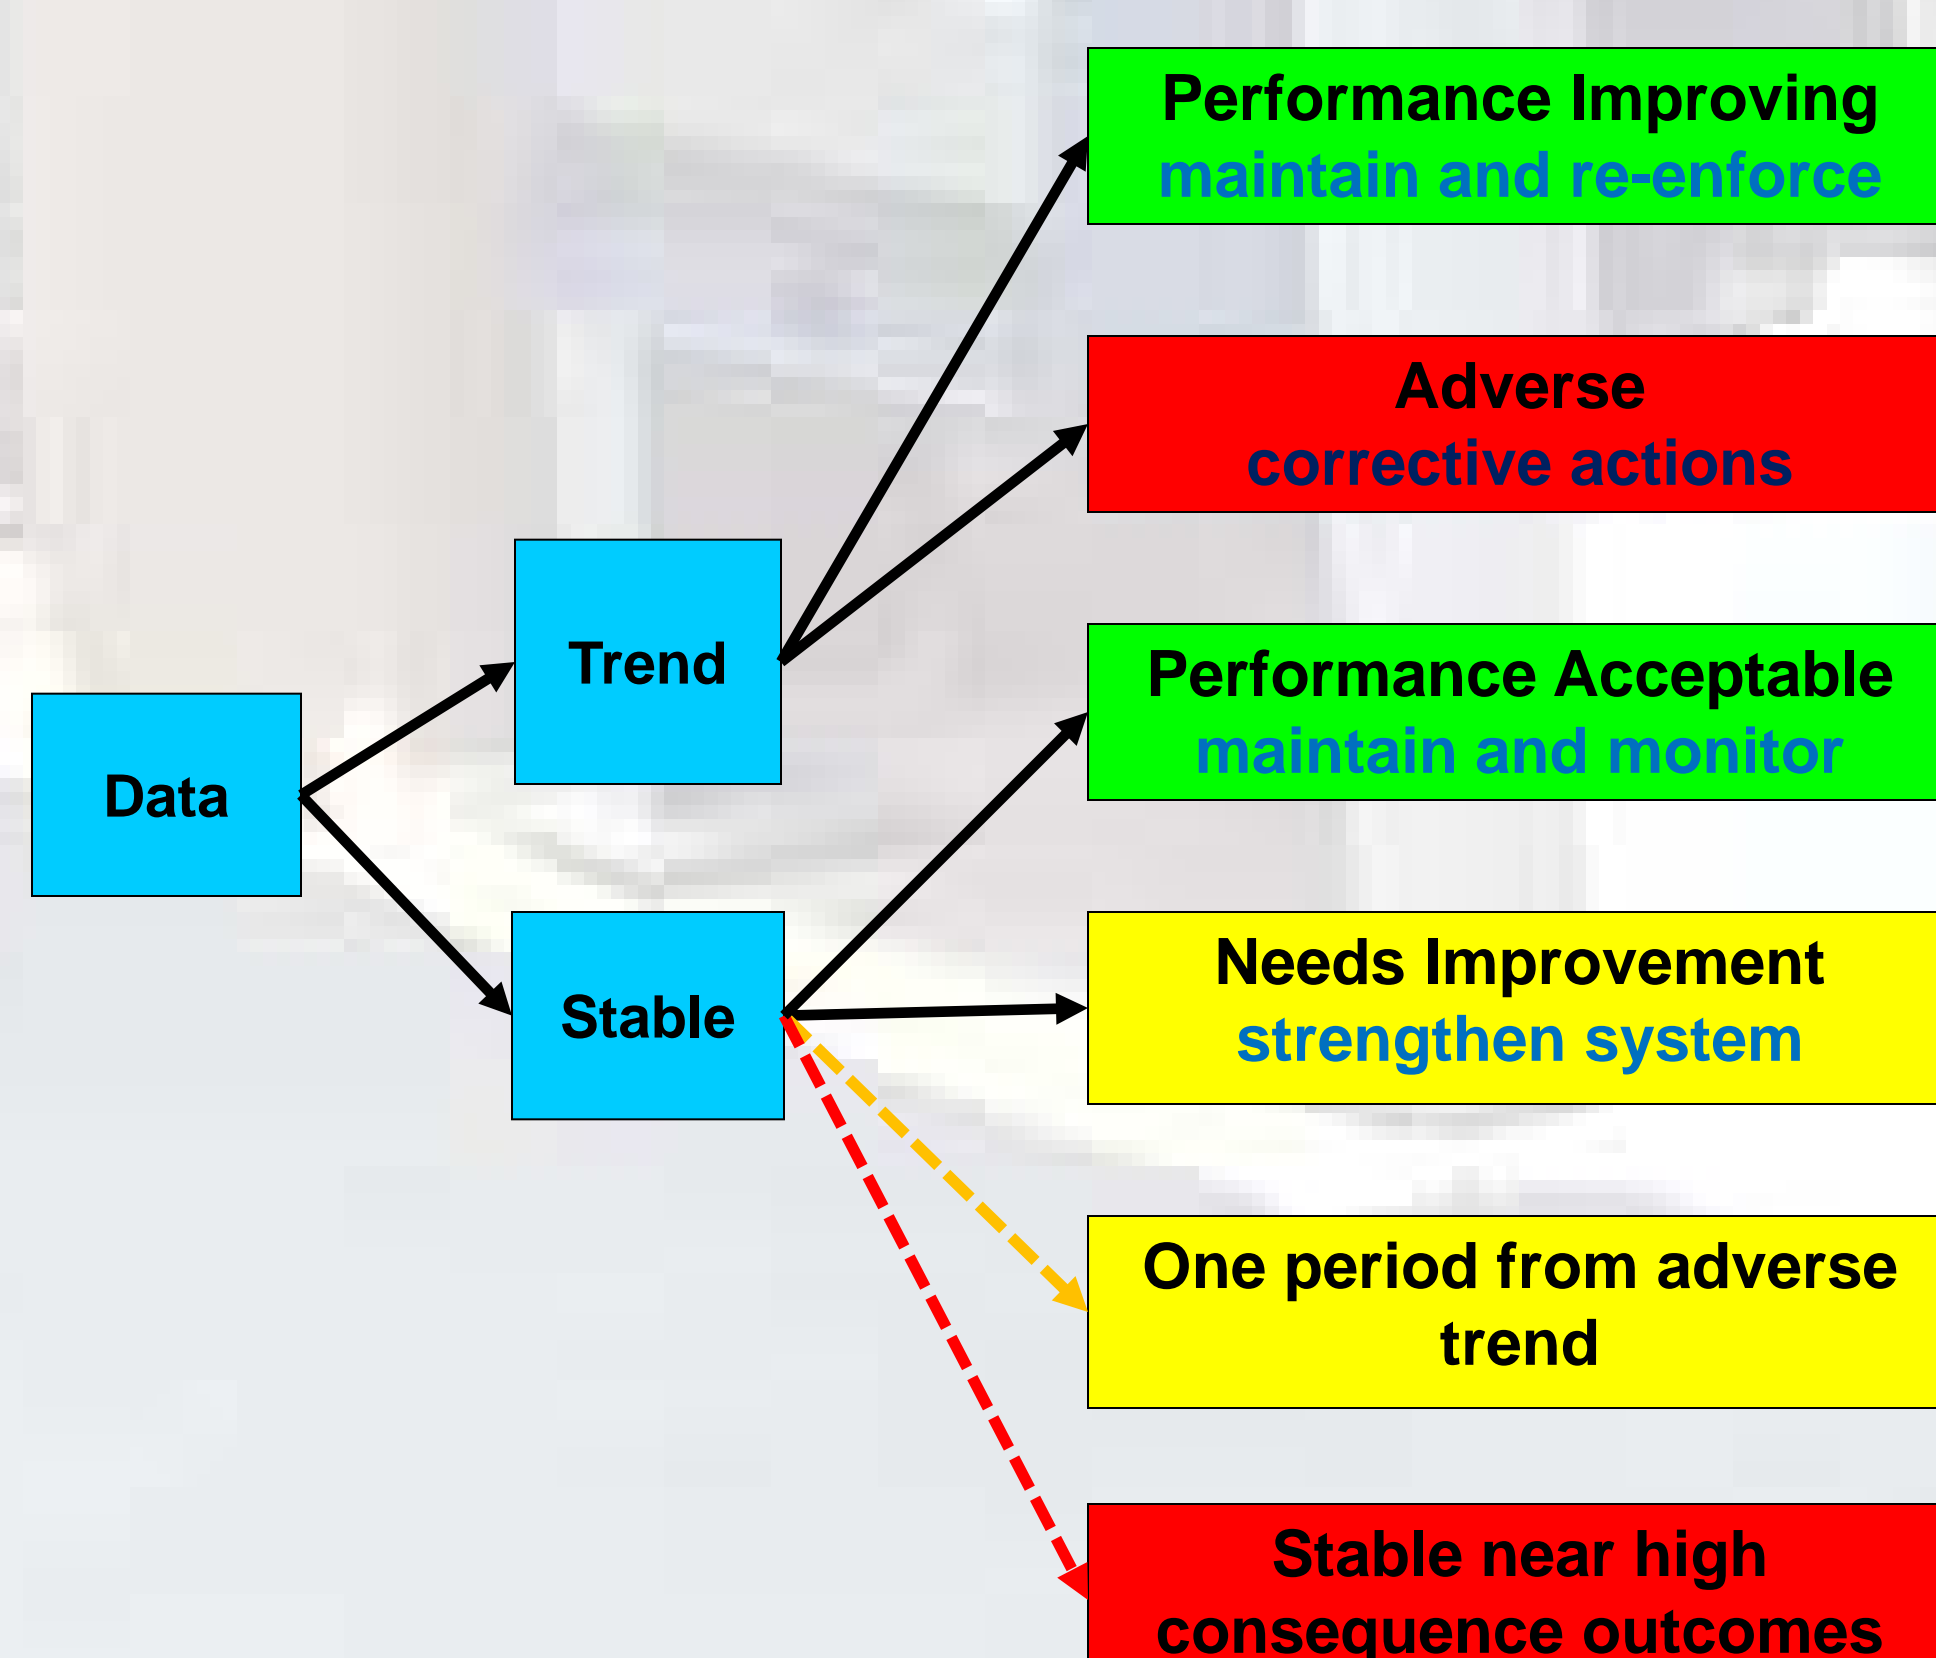 Performance Improving
maintain and re-enforce
Adverse
corrective actions
Trend
Performance Acceptable
maintain and monitor
Data
Needs Improvement
strengthen system
Stable
One period from adverse
trend
Stable near high
consequence outcomes